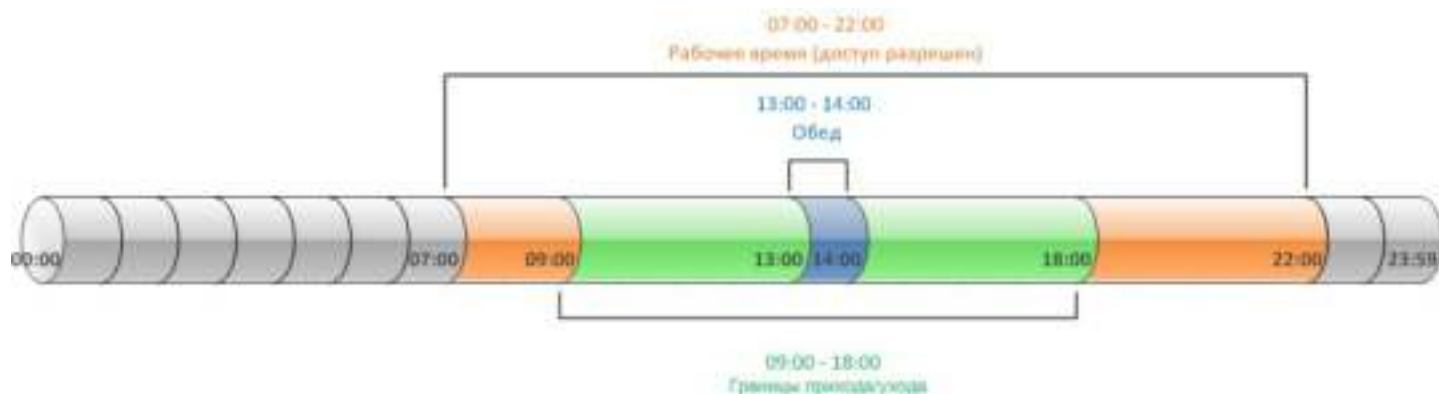 07:00 - 22:00
Рабочее время (доступ разрешен)
13:00 - 14:00
Обед
00:00 07:00 09:00 13:00 14:00 18:00 22:00 23:59
09:00 - 18:00
Границы прихода/ухода